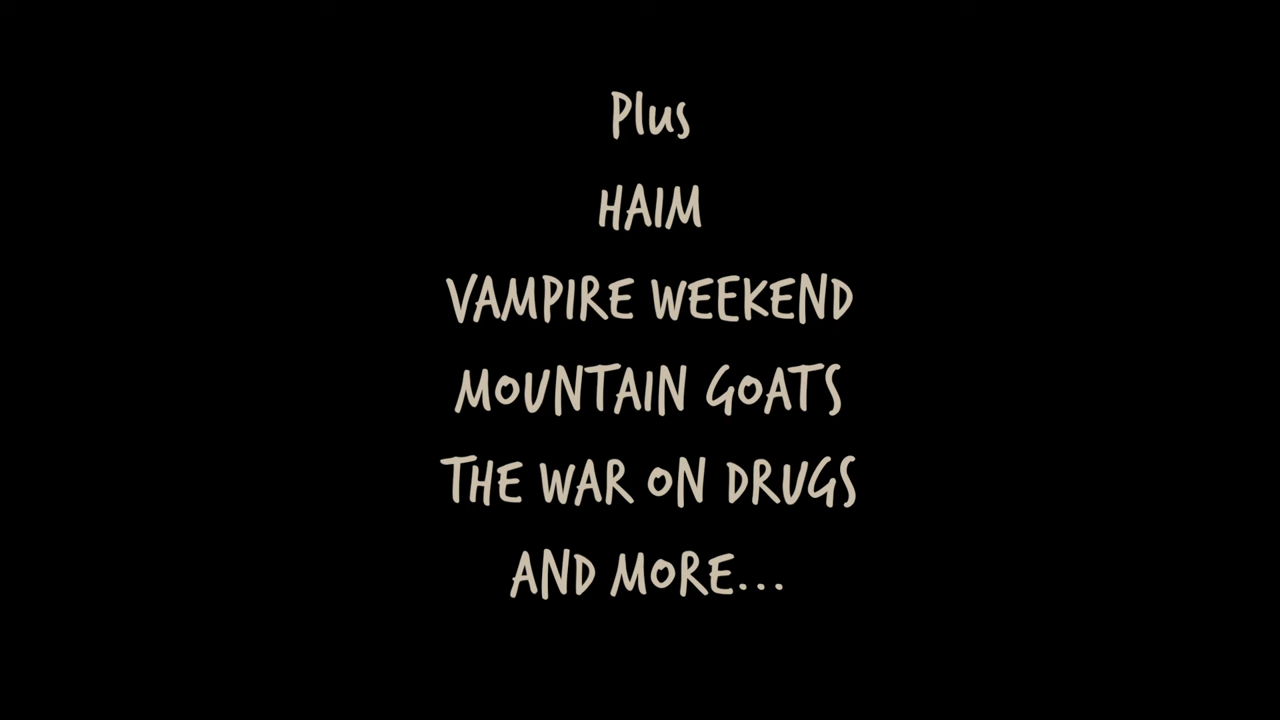 Plus
HAIM
VAMPIRE WEEKEND
MOUNTAIN GOATS
THE WAR ON DRUGS
AND MORE...